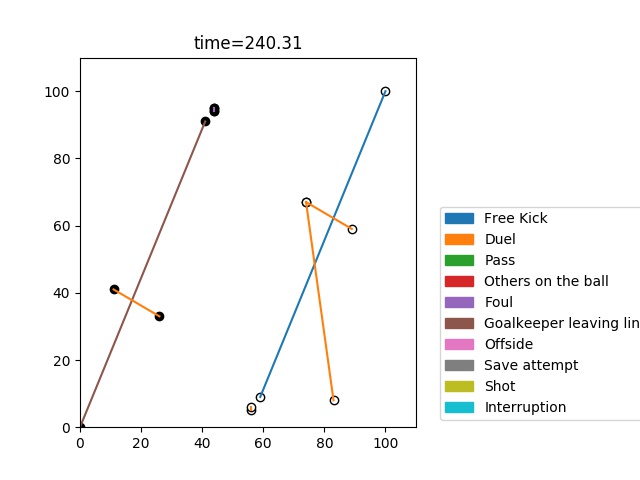 time=240.31
100
80
60
40
20
0
0 20 40 60 80 100
Free Kick
Duel
Pass
Others on the ball
Foul
Goalkeeper leaving lin
Offside
Save attempt
Shot
Interruption